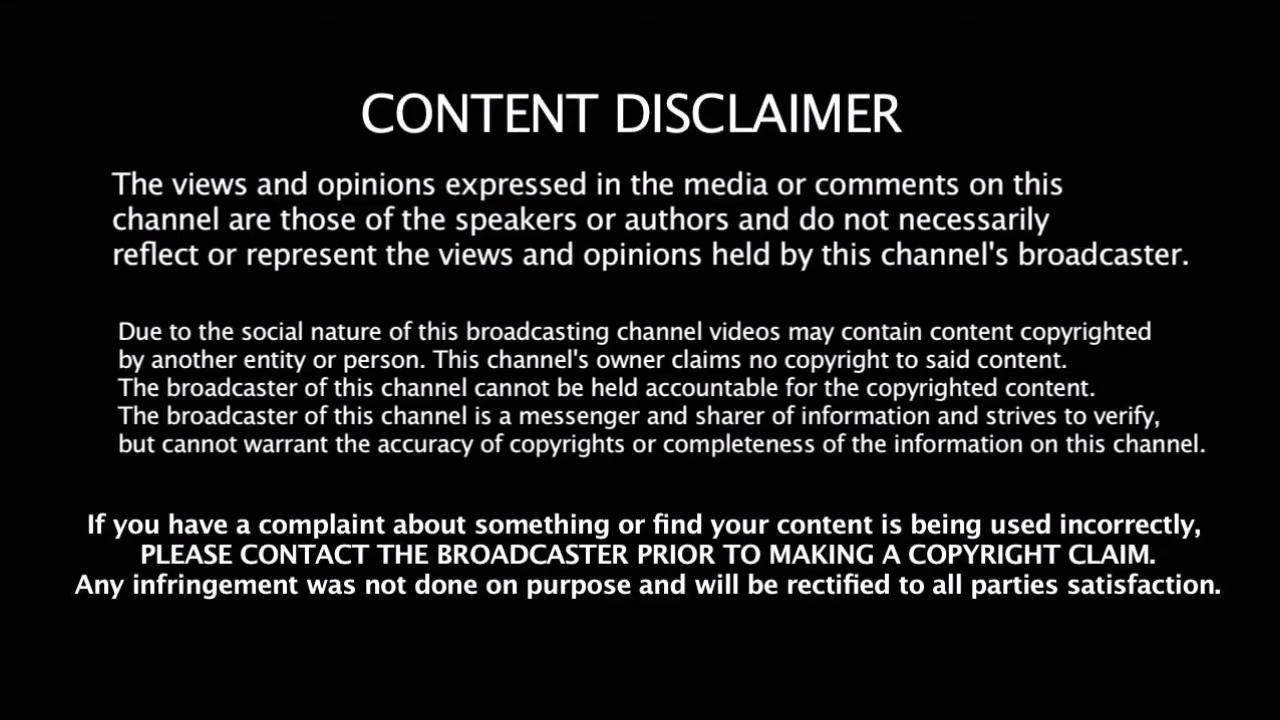 CONTENT DISCLAIMER
The views and opinions expressed in the media or comments on this
channel are those of the speakers or authors and do not necessarily
reflect or represent the views and opinions held by this channel's broadcaster.
Due to the social nature of this broadcasting channel videos may contain content copyrighted
by another entity or person. This channel's owner claims no copyright to said content.
The broadcaster of this channel cannot be held accountable for the copyrighted content.
The broadcaster of this channel is a messenger and sharer of information and strives to verify,
but cannot warrant the accuracy of copyrights or completeness of the information on this channel.
If you have a complaint about something or find your content is being used incorrectly,
PLEASE CONTACT THE BROADCASTER PRIOR TO MAKING A COPYRIGHT CLAIM.
Any infringement was not done on purpose and will be rectified to all parties satisfaction.